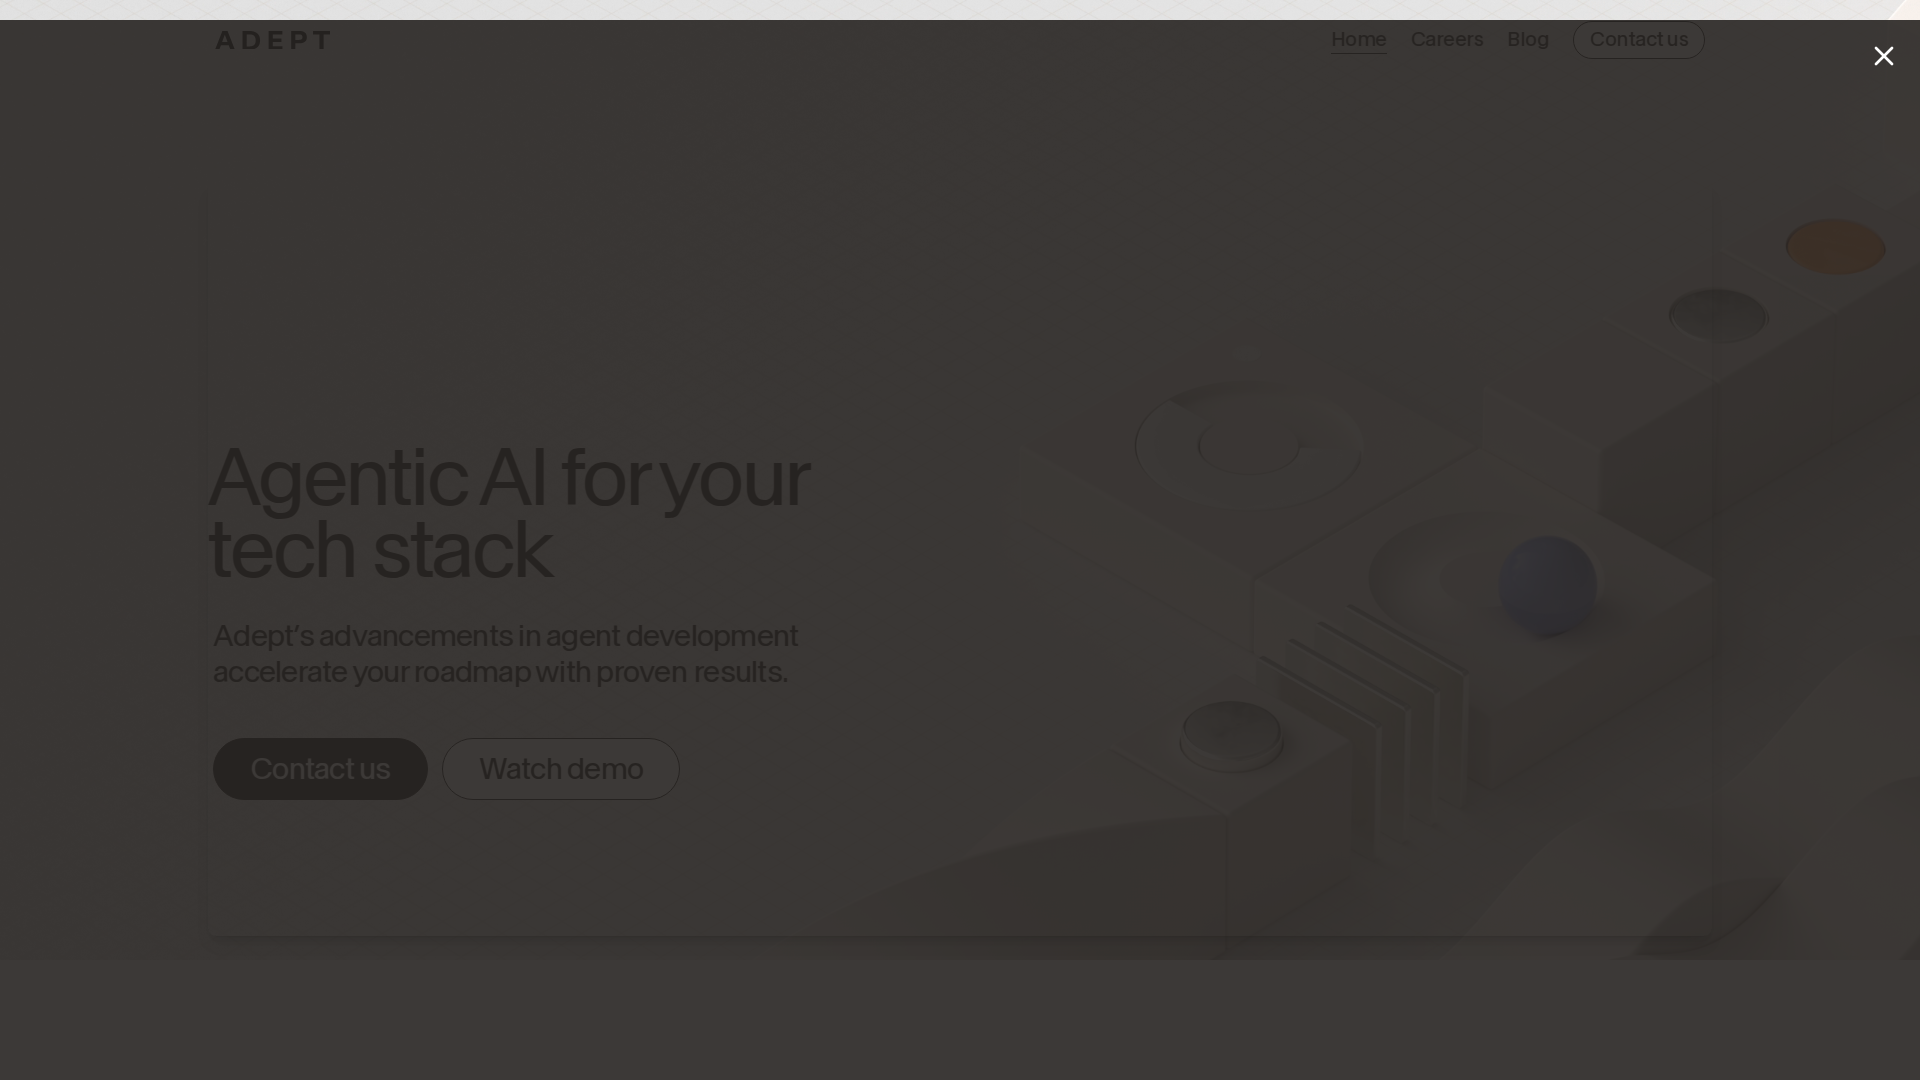 ADEPT
Home Careers Blog Contact us
Agentic AI for your
tech stack
Adept’s advancements in agent development
accelerate your roadmap with proven results.
Contact us Watch demo